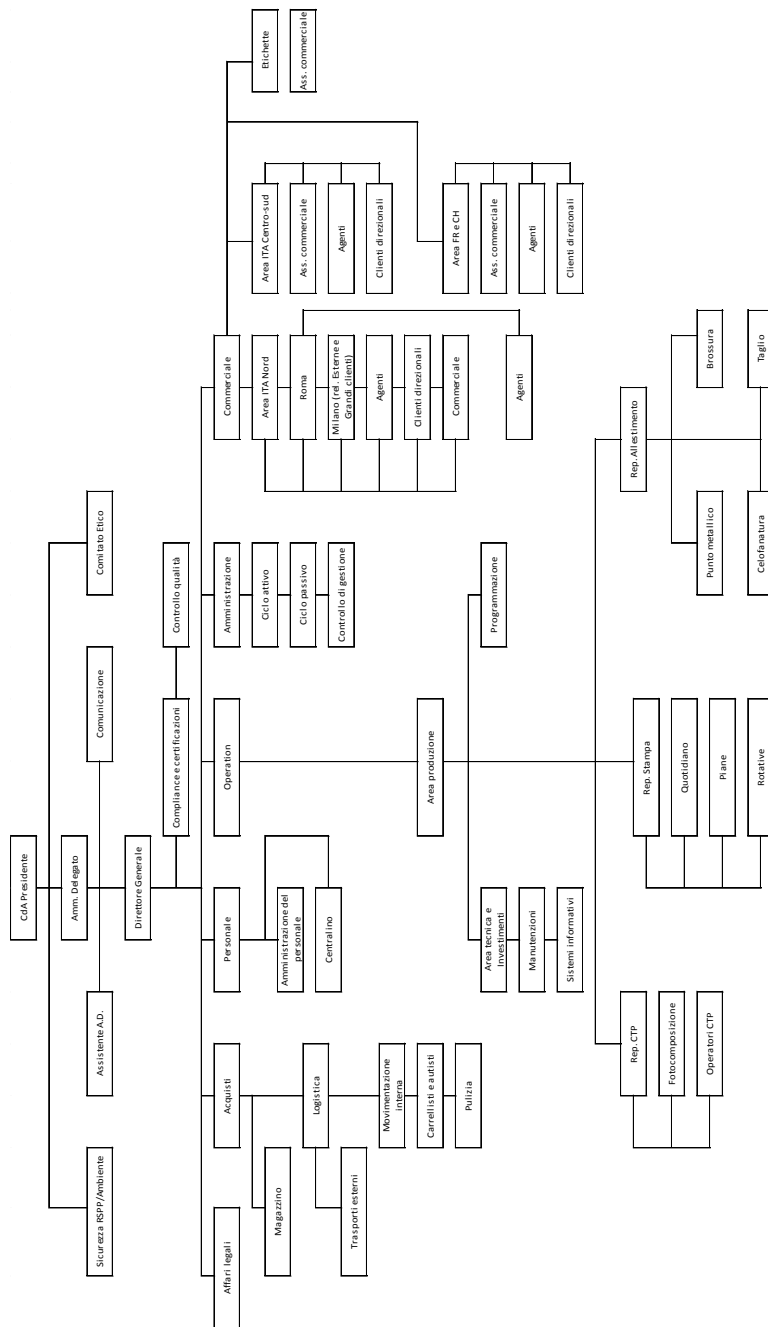 CdA Presidente
Sicurezza RSPP/Ambiente
Assistente A.D.
Amm. Delegato
Comunicazione
Comitato Etico
Direttore Generale
Compliance e certificazioni
Controllo qualità
Affari legali
Acquisti
Personale
Operation
Amministrazione
Commerciale
Magazzino
Logistica
Trasporti esterni
Movimentazione
interna
Carrellisti e autisti
Pulizia
Amministrazione del
personale
Centralino
Ciclo attivo
Ciclo passivo
Controllo di gestione
Area ITA Nord
Roma
Milano (rel. Esterne e
Grandi clienti)
Agenti
Clienti direzionali
Commerciale
Agenti
Area ITA Centro-sud
Ass. commerciale
Agenti
Clienti direzionali
Etichette
Ass. commerciale
Area FR e CH
Ass. commerciale
Agenti
Clienti direzionali
Area produzione
Area tecnica e
Investimenti
Manutenzioni
Sistemi informativi
Programmazione
Rep. CTP
Fotocomposizione
Operatori CTP
Rep. Stampa
Quotidiano
Piane
Rotative
Rep. Allestimento
Punto metallico
Brossura
Celofanatura
Taglio